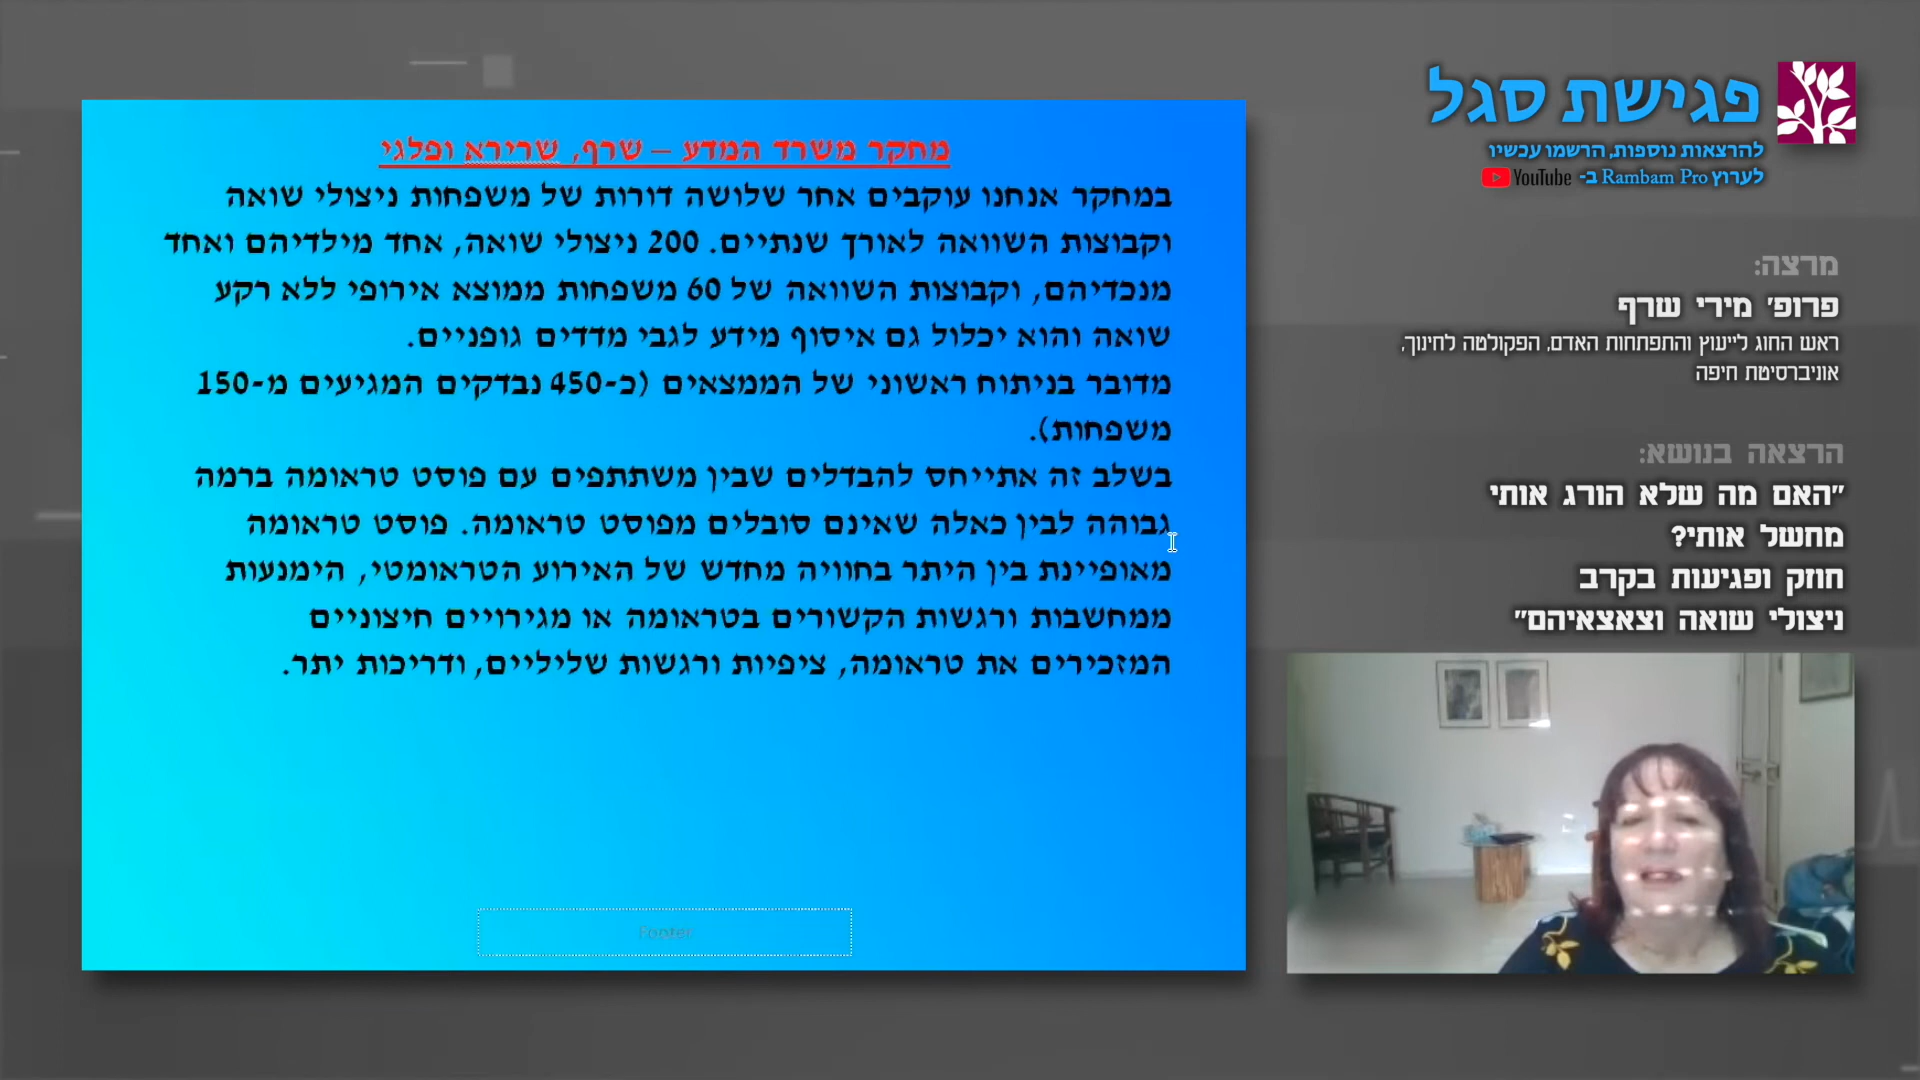 מחקר משרד המדע – שרף, שרירא ופלגי
במחקר אנחנו עוקבים אחר שלושה דורות של משפחות ניצולי שואה
וקבוצות השוואה לאורך שנתיים. 200 ניצולי שואה, אחד מילדיהם ואחד
מנכדיהם, וקבוצות השוואה של 60 משפחות ממוצא אירופי ללא רקע
שואה והוא יכלול גם איסוף מידע לגבי מדדים גופניים.
מדובר בניתוח ראשוני של הממצאים (כ-450 נבדקים המגיעים מ-150
משפחות).
בשלב זה אתייחס להבדלים שבין משתתפים עם פוסט טראומה ברמה
גבוהה לבין כאלה שאינם סובלים מפוסט טראומה. פוסט טראומה
מאופיינת בין היתר בחוויה מחדש של האירוע הטראומטי, הימנעות
ממחשבות ורגשות הקשורים בטראומה או מגירויים חיצוניים
המזכירים את טראומה, ציפיות ורגשות שליליים, ודריכות יתר.
Footer
פגישת סגל
להרצאות נוספות, הרשמו עכשיו
לערוץ Rambam Pro ב- YouTube
מרצה:
פרופ' מירי שרף
ראש החוג לייעוץ והתפתחות האדם, הפקולטה לחינוך,
אוניברסיטת חיפה
הרצאה בנושא:
"האם מה שלא הורג אותי
מחשל אותי?
חוזק ופגיעות בקרב
ניצולי שואה וצאצאיהם"